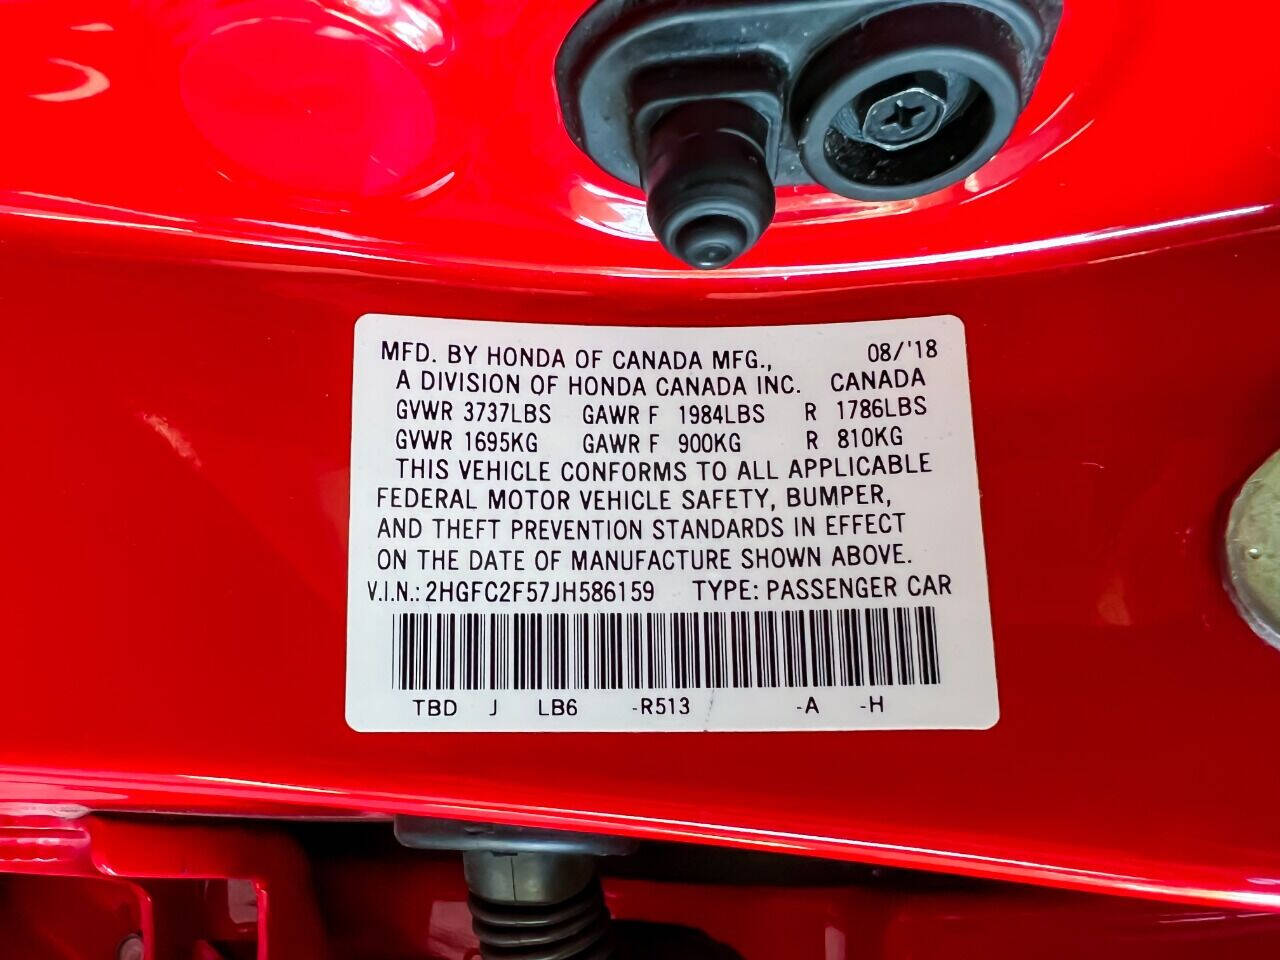 MFD. BY HONDA OF CANADA MFG., 08/'18
A DIVISION OF HONDA CANADA INC. CANADA
GVWR 3737LBS GAWR F 1984LBS R 1786LBS
GVWR 1695KG GAWR F 900KG R 810KG
THIS VEHICLE CONFORMS TO ALL APPLICABLE
FEDERAL MOTOR VEHICLE SAFETY, BUMPER,
AND THEFT PREVENTION STANDARDS IN EFFECT
ON THE DATE OF MANUFACTURE SHOWN ABOVE.
V.I.N.: 2HGFC2F57JH586159 TYPE: PASSENGER CAR
TBD J LB6 -R513 -A -H